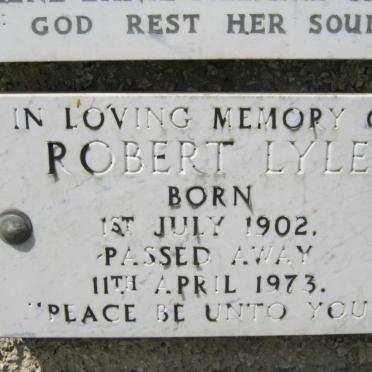 GOD REST HER SOUL
IN LOVING MEMORY O
ROBERT LYLE
BORN
1ST JULY 1902.
PASSED AWAY
11TH APRIL 1973.
"PEACE BE UNTO YOU